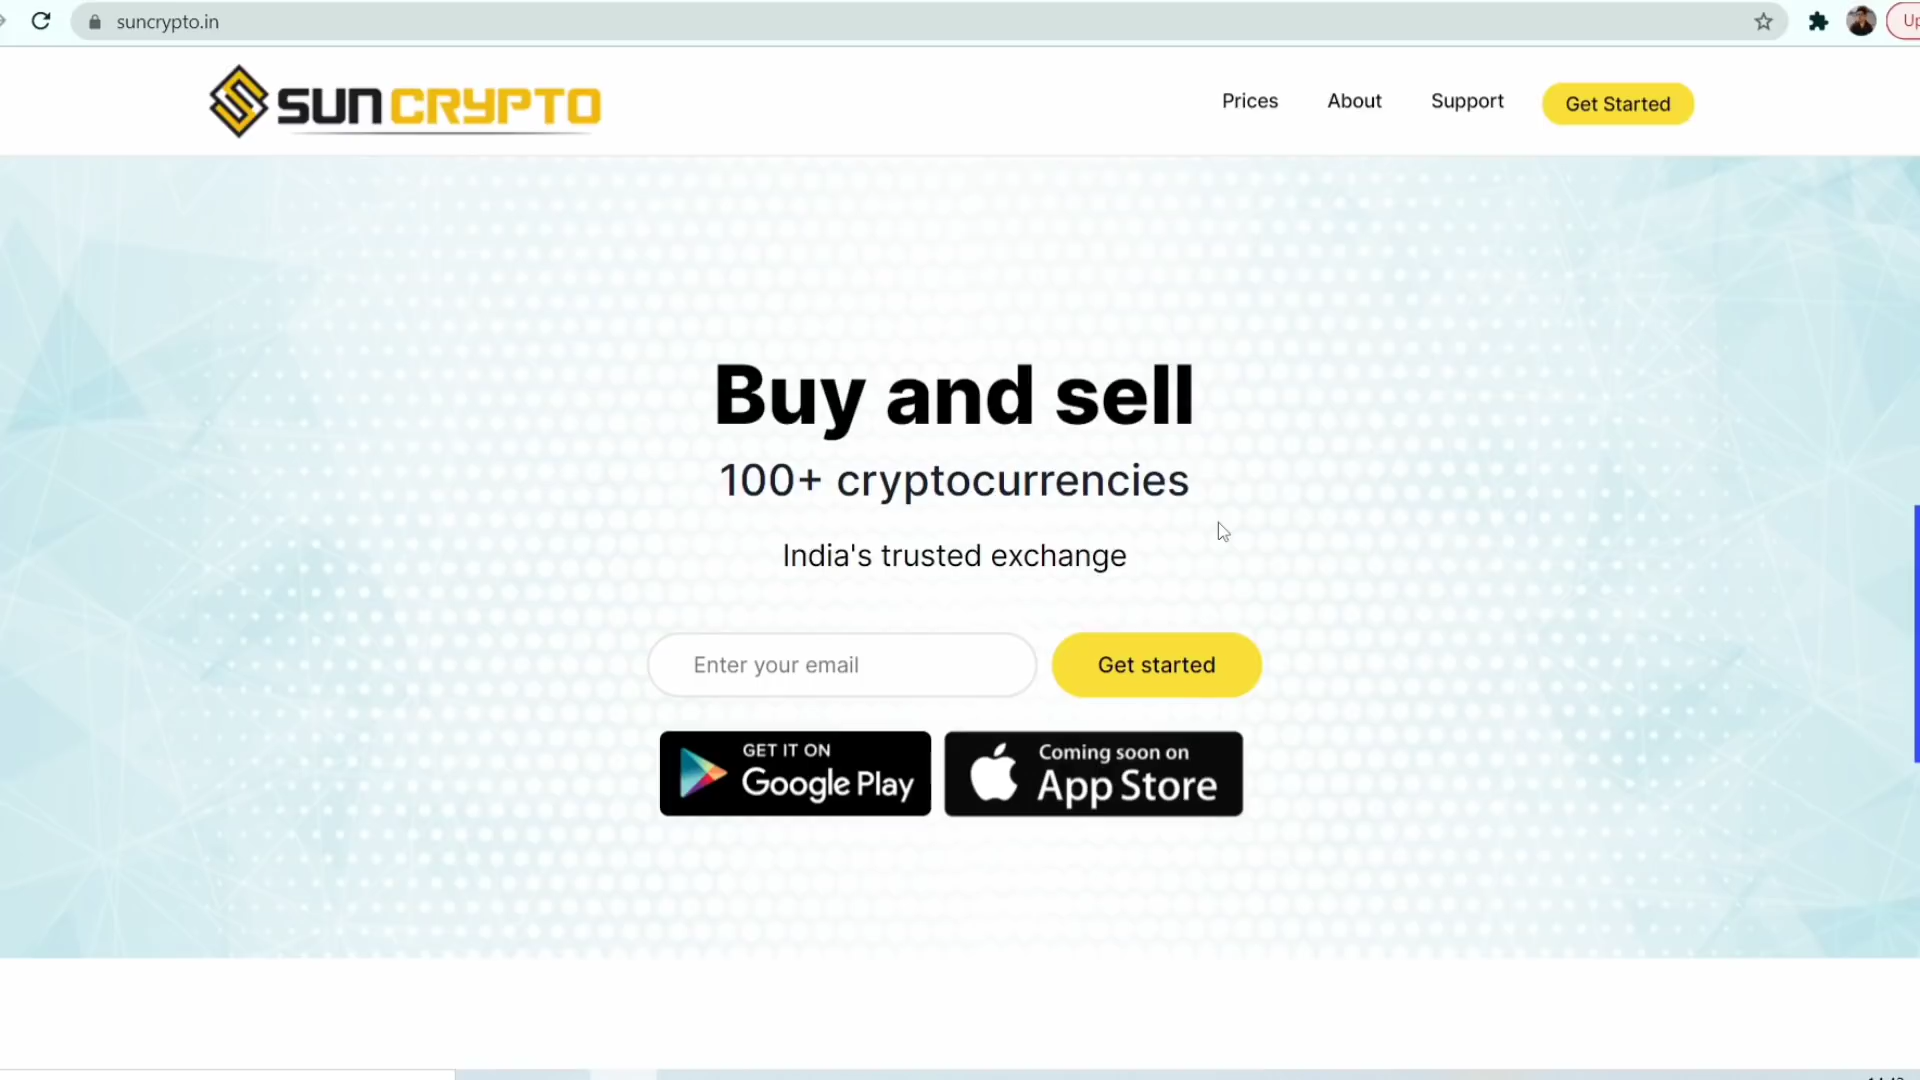 suncrypto.in
Up
SUN CRYPTO
Prices
About
Support
Get Started
Buy and sell
100+ cryptocurrencies
India's trusted exchange
Enter your email
Get started
GET IT ON
Google Play
Coming soon on
App Store